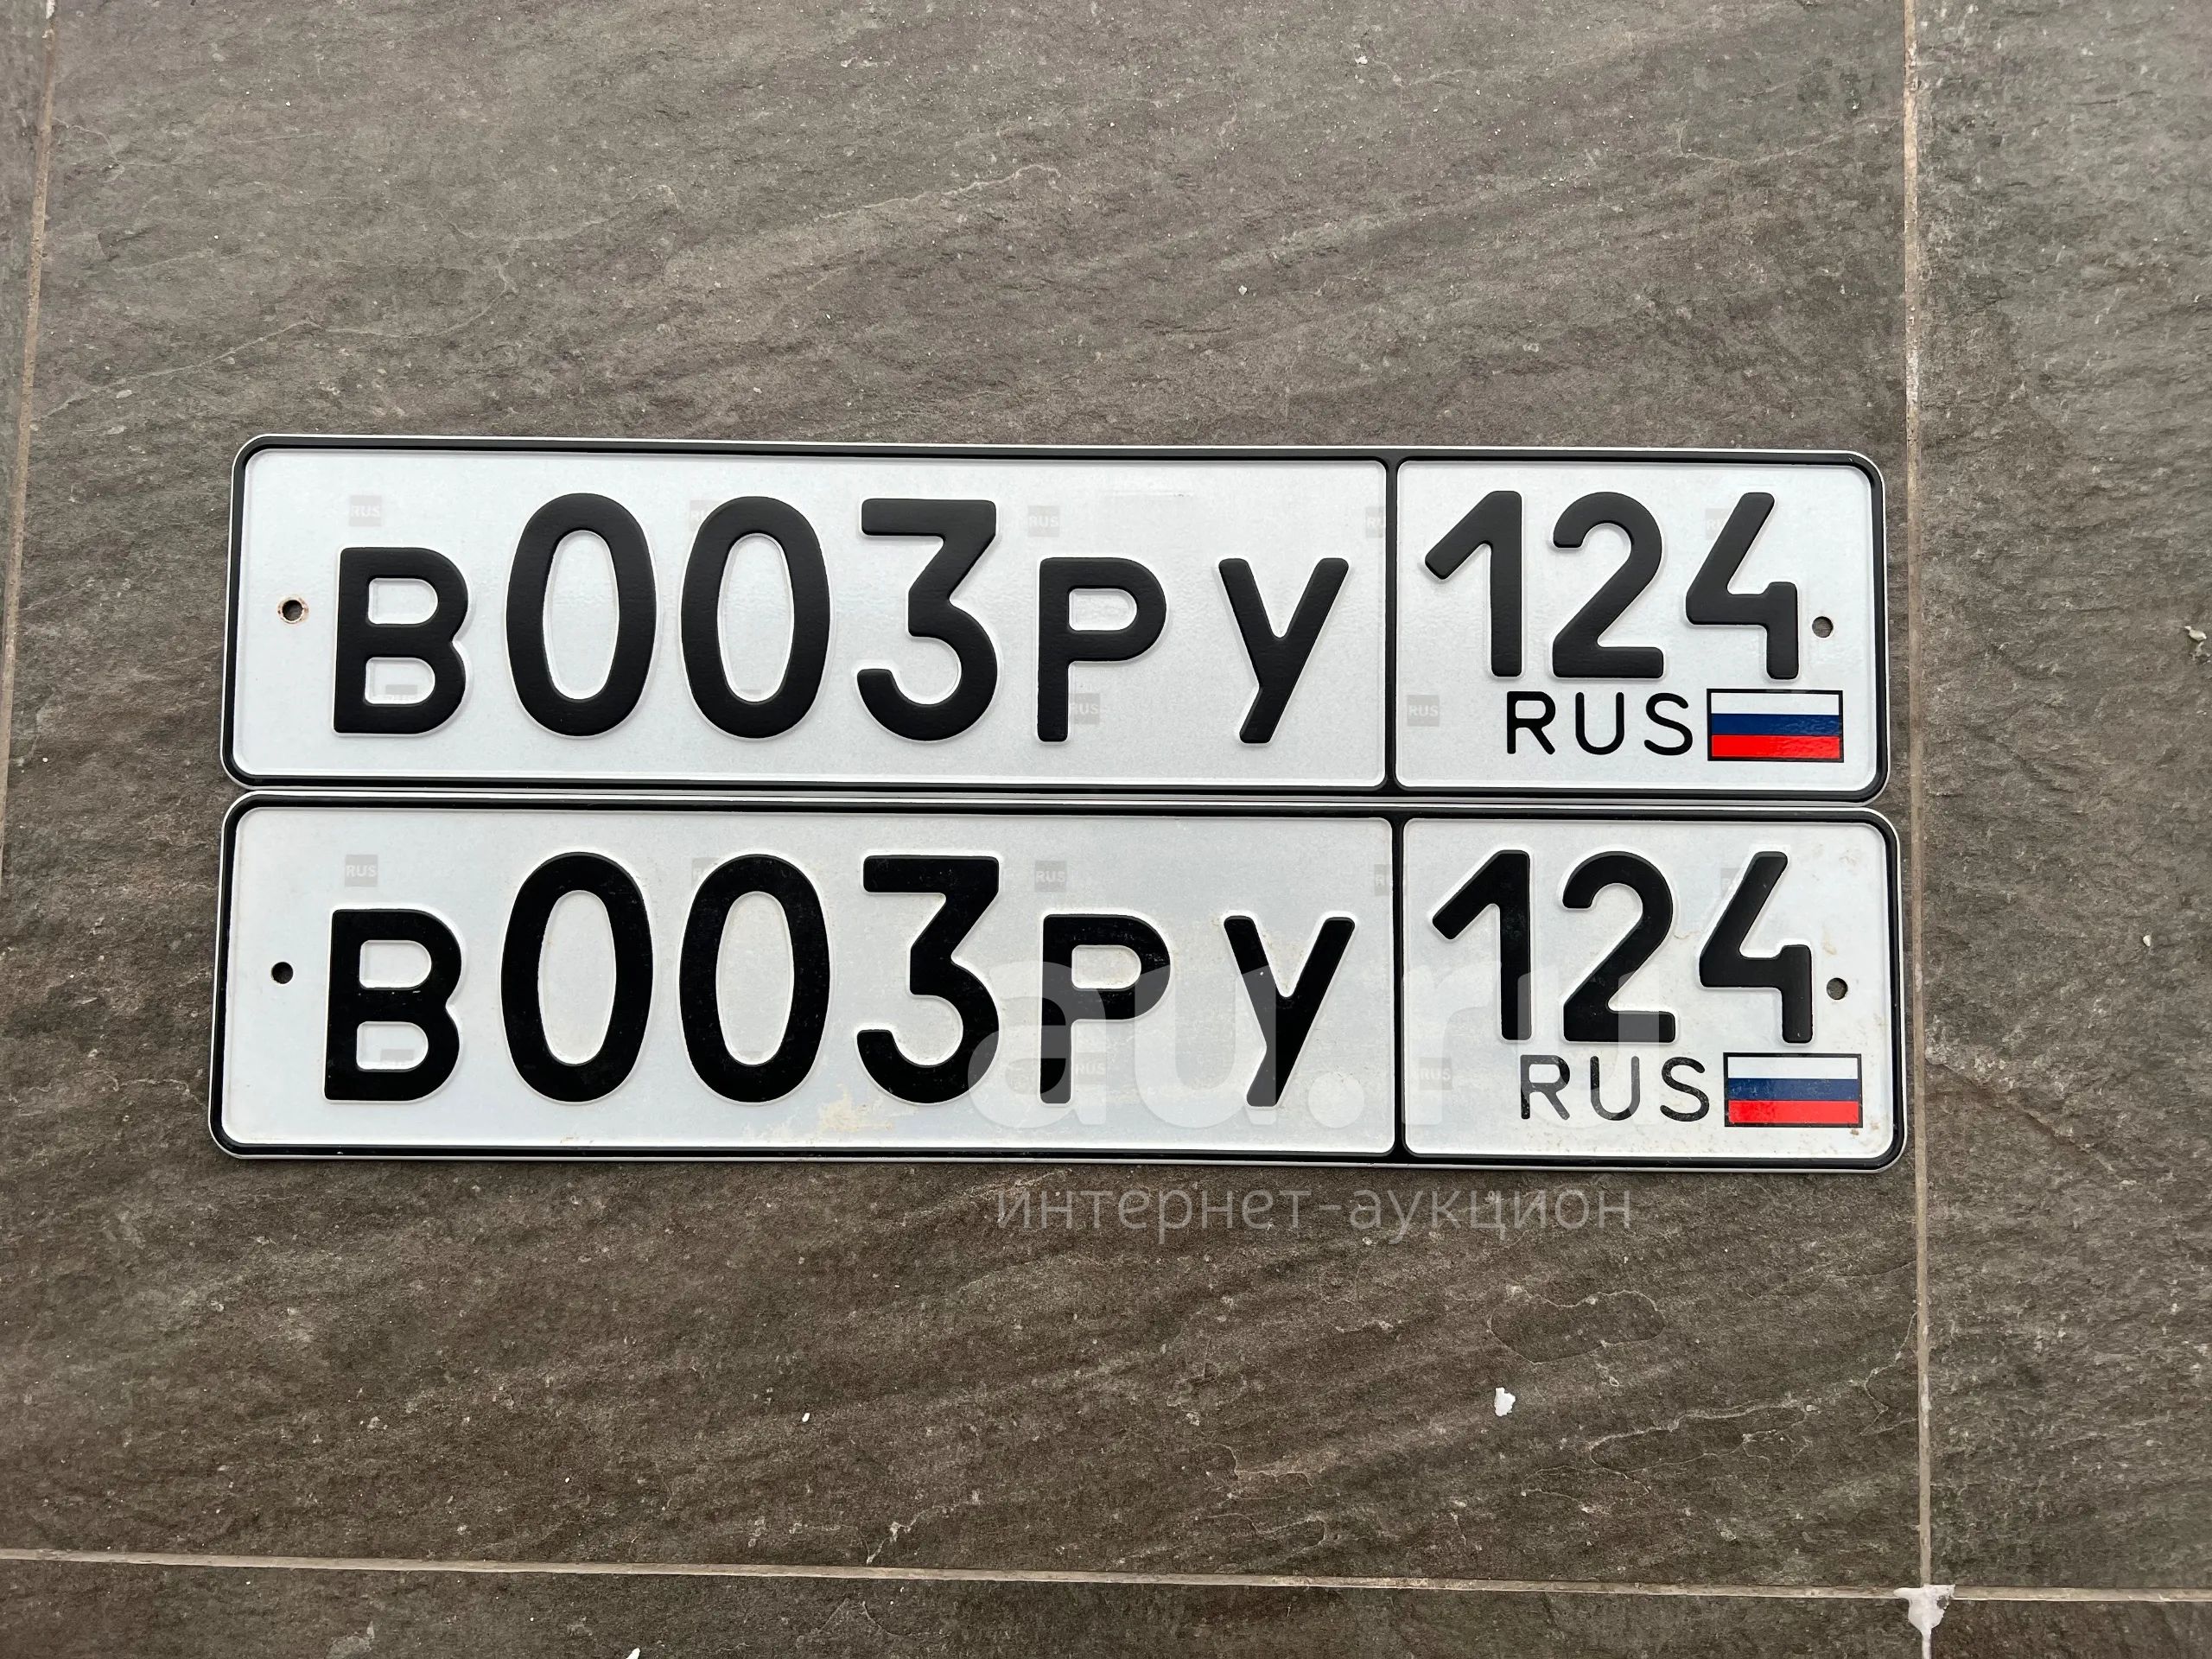 В003РУ 124
RUS
В003РУ 124
RUS
au.ru
интернет-аукцион